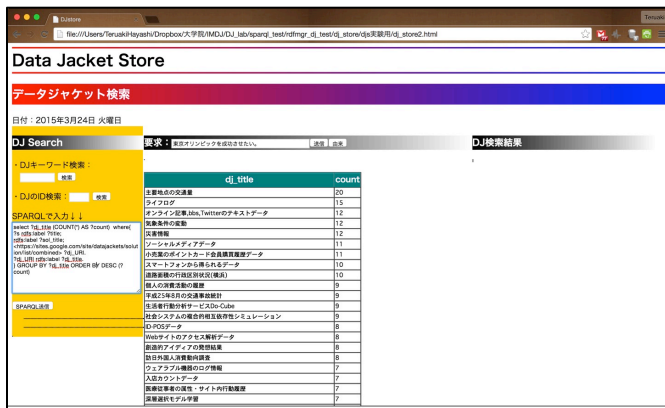 DJstore
Teruaki
file:///Users/TeruakiHayashi/Dropbox/大学院/IMDJ/DJ_lab/sparql_test/rdfmgr_dj_test/dj_store/djs実験用/dj_store2.html
Data Jacket Store
データジャケット検索
日付：2015年3月24日 火曜日
DJ Search
要求：東京オリンピックを成功させたい。 送信 由来
DJ検索結果
・DJキーワード検索：
検索
・DJのID検索： 検索
SPARQLで入力↓↓
select ?dj_title (COUNT(*) AS ?count) where{
?s rdfs:label ?title;
rdfs:label ?sol_title;
<https://sites.google.com/site/datajackets/solut
ion/list/combined> ?dj_URI.
?dj_URI rdfs:label ?dj_title.
} GROUP BY ?dj_title ORDER BY DESC (?
count)
SPARQL送信
dj_title count
主要地点の交通量 20
ライフログ 15
オンライン記事,bbs,Twitterのテキストデータ 12
気象条件の変動 12
災害情報 12
ソーシャルメディアデータ 11
小売業のポイントカード会員購買履歴データ 11
スマートフォンから得られるデータ 10
道路面積の行政区別状況(横浜) 10
個人の消費活動の履歴 9
平成25年8月の交通事故統計 9
生活者行動分析サービスDo-Cube 9
社会システムの複合的相互依存性シミュレーション 9
ID-POSデータ 8
Webサイトのアクセス解析データ 8
創造的アイディアの発想結果 8
訪日外国人消費動向調査 8
ウェアラブル機器のログ情報 7
入店カウントデータ 7
医療従事者の属性・サイト内行動履歴 7
深層選択モデル学習 7